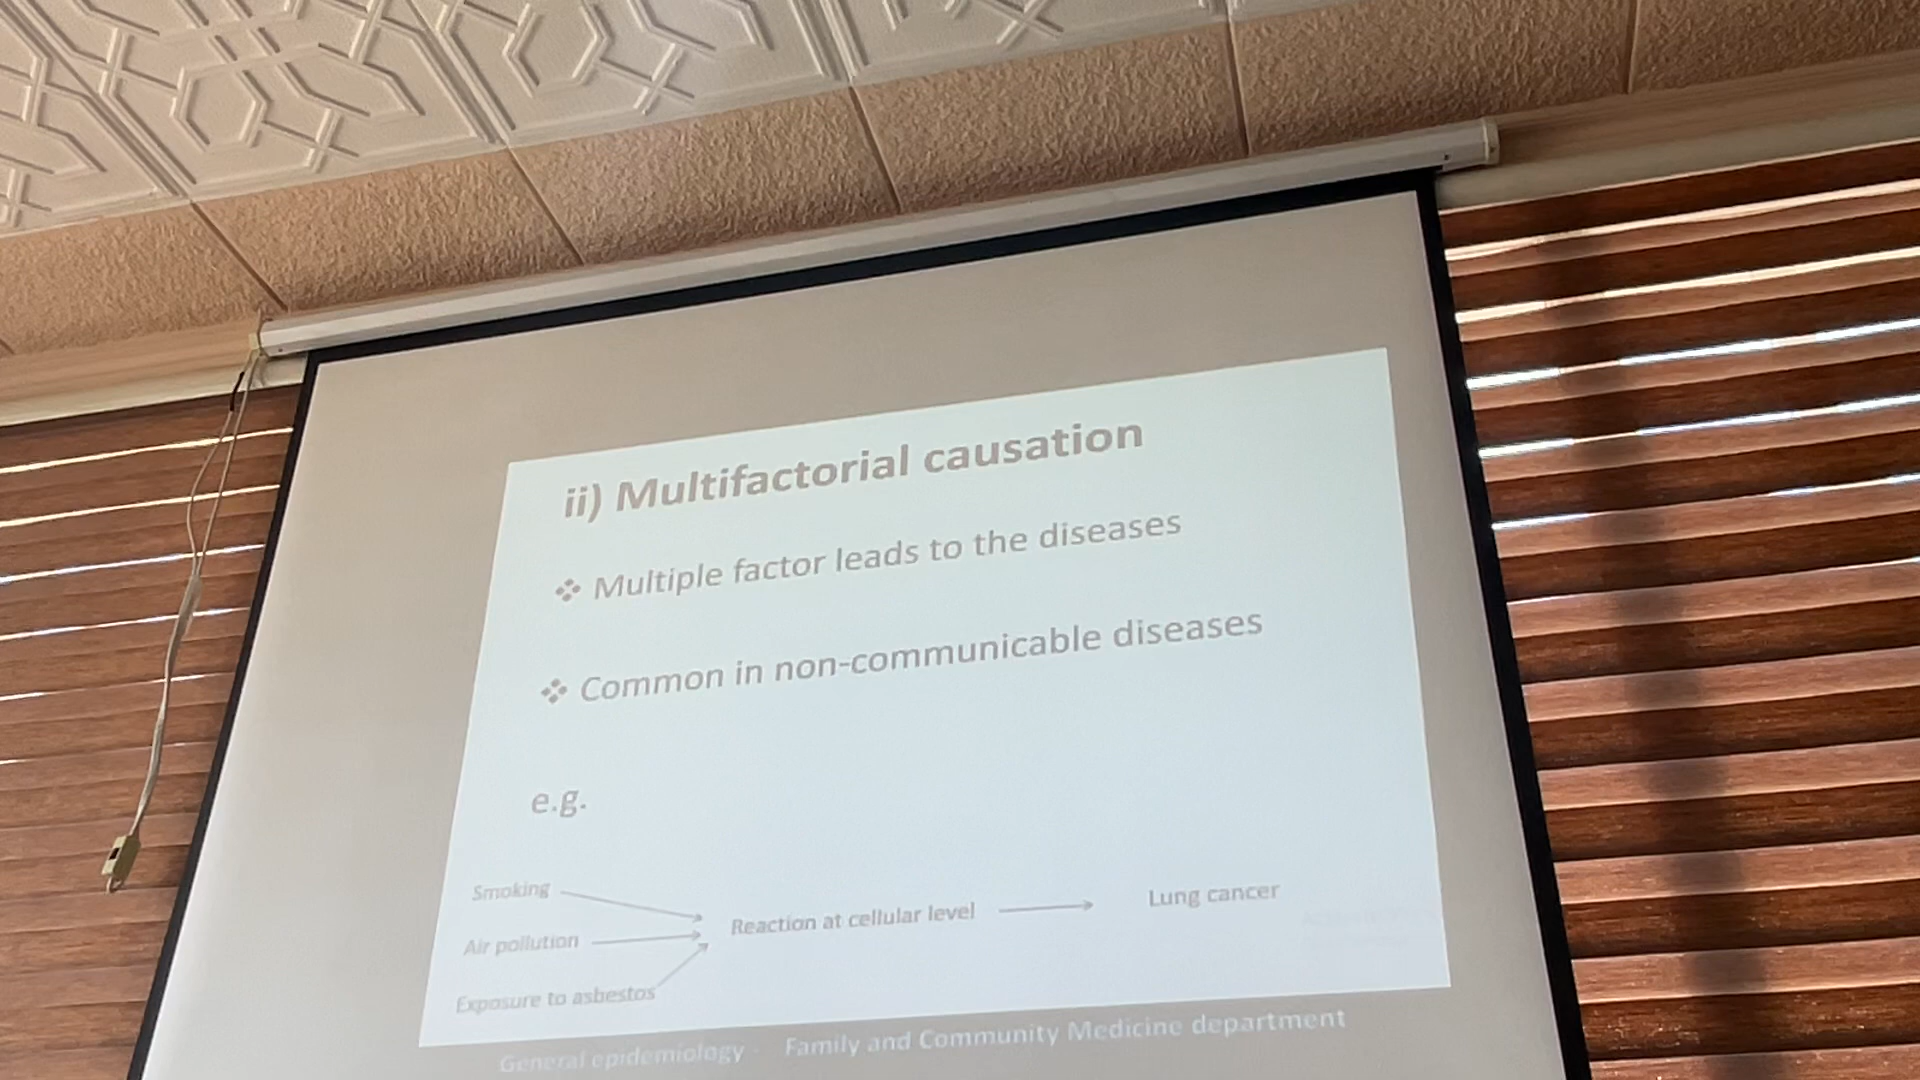 ii) Multifactorial causation
❖ Multiple factor leads to the diseases
❖ Common in non-communicable diseases
e.g.
Smoking
Air pollution
Exposure to asbestos
Reaction at cellular level
Lung cancer
General epidemiology - Family and Community Medicine department